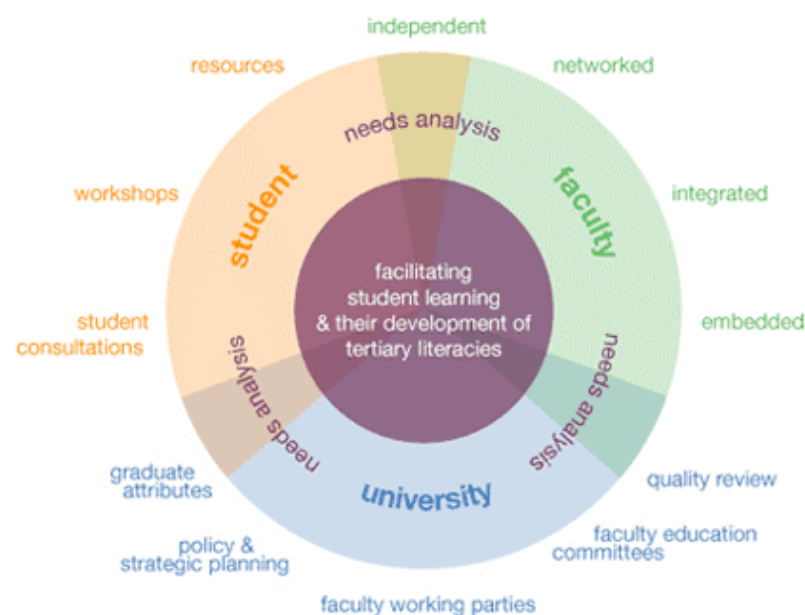 independent
resources
networked
needs analysis
student
faculty
workshops
integrated
facilitating
student learning
& their development of
tertiary literacies
student
consultations
embedded
needs analysis
needs analysis
graduate
attributes
university
quality review
policy &
strategic planning
faculty education
committees
faculty working parties